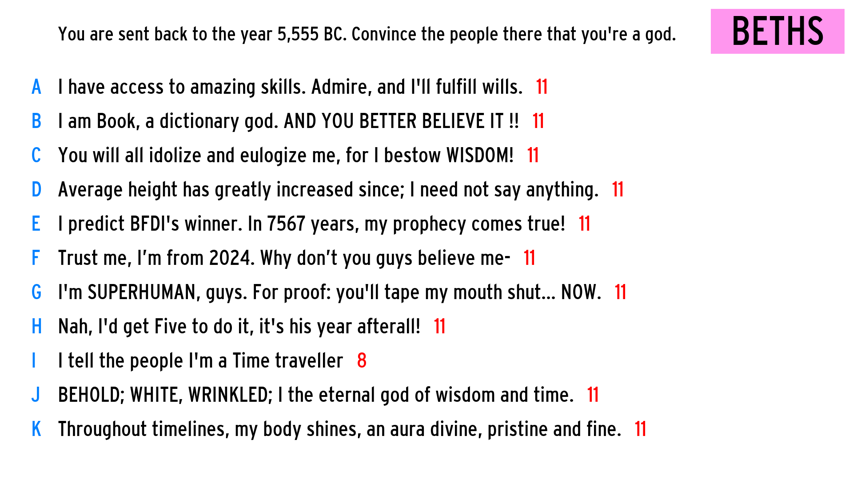 You are sent back to the year 5,555 BC. Convince the people there that you're a god.
BETHS
A I have access to amazing skills. Admire, and I'll fulfill wills. 11
B I am Book, a dictionary god. AND YOU BETTER BELIEVE IT !! 11
C You will all idolize and eulogize me, for I bestow WISDOM! 11
D Average height has greatly increased since; I need not say anything. 11
E I predict BFDI's winner. In 7567 years, my prophecy comes true! 11
F Trust me, I’m from 2024. Why don’t you guys believe me- 11
G I'm SUPERHUMAN, guys. For proof: you'll tape my mouth shut... NOW. 11
H Nah, I'd get Five to do it, it's his year afterall! 11
I I tell the people I'm a Time traveller 8
J BEHOLD; WHITE, WRINKLED; I the eternal god of wisdom and time. 11
K Throughout timelines, my body shines, an aura divine, pristine and fine. 11